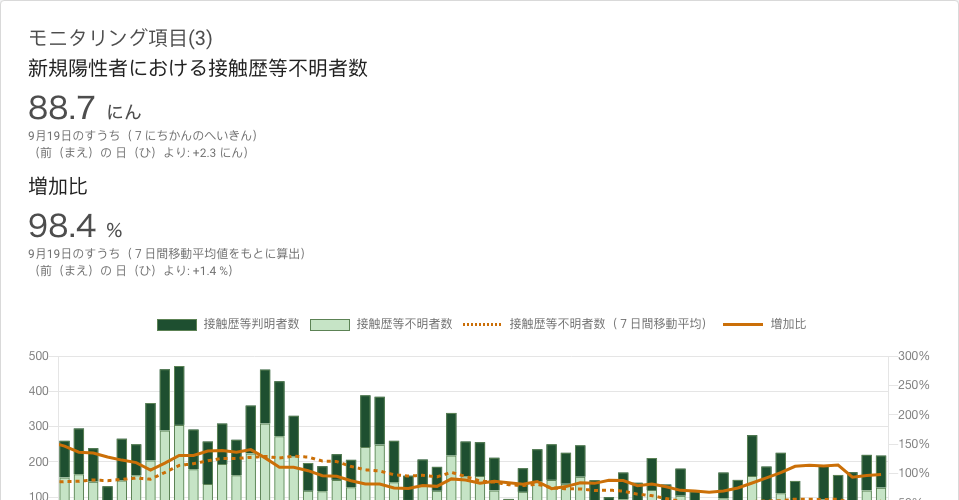 モニタリング項目(3)
新規陽性者における接触歴等不明者数
88.7 にん
9月19日のすうち（７にちかんのへいきん）
（前（まえ）の 日（ひ）より: +2.3 にん）
増加比
98.4 %
9月19日のすうち（７日間移動平均値をもとに算出）
（前（まえ）の 日（ひ）より: +1.4 %）
接触歴等判明者数 接触歴等不明者数 接触歴等不明者数（７日間移動平均） 増加比
500 300%
250%
400
200%
300
150%
200
100%
100